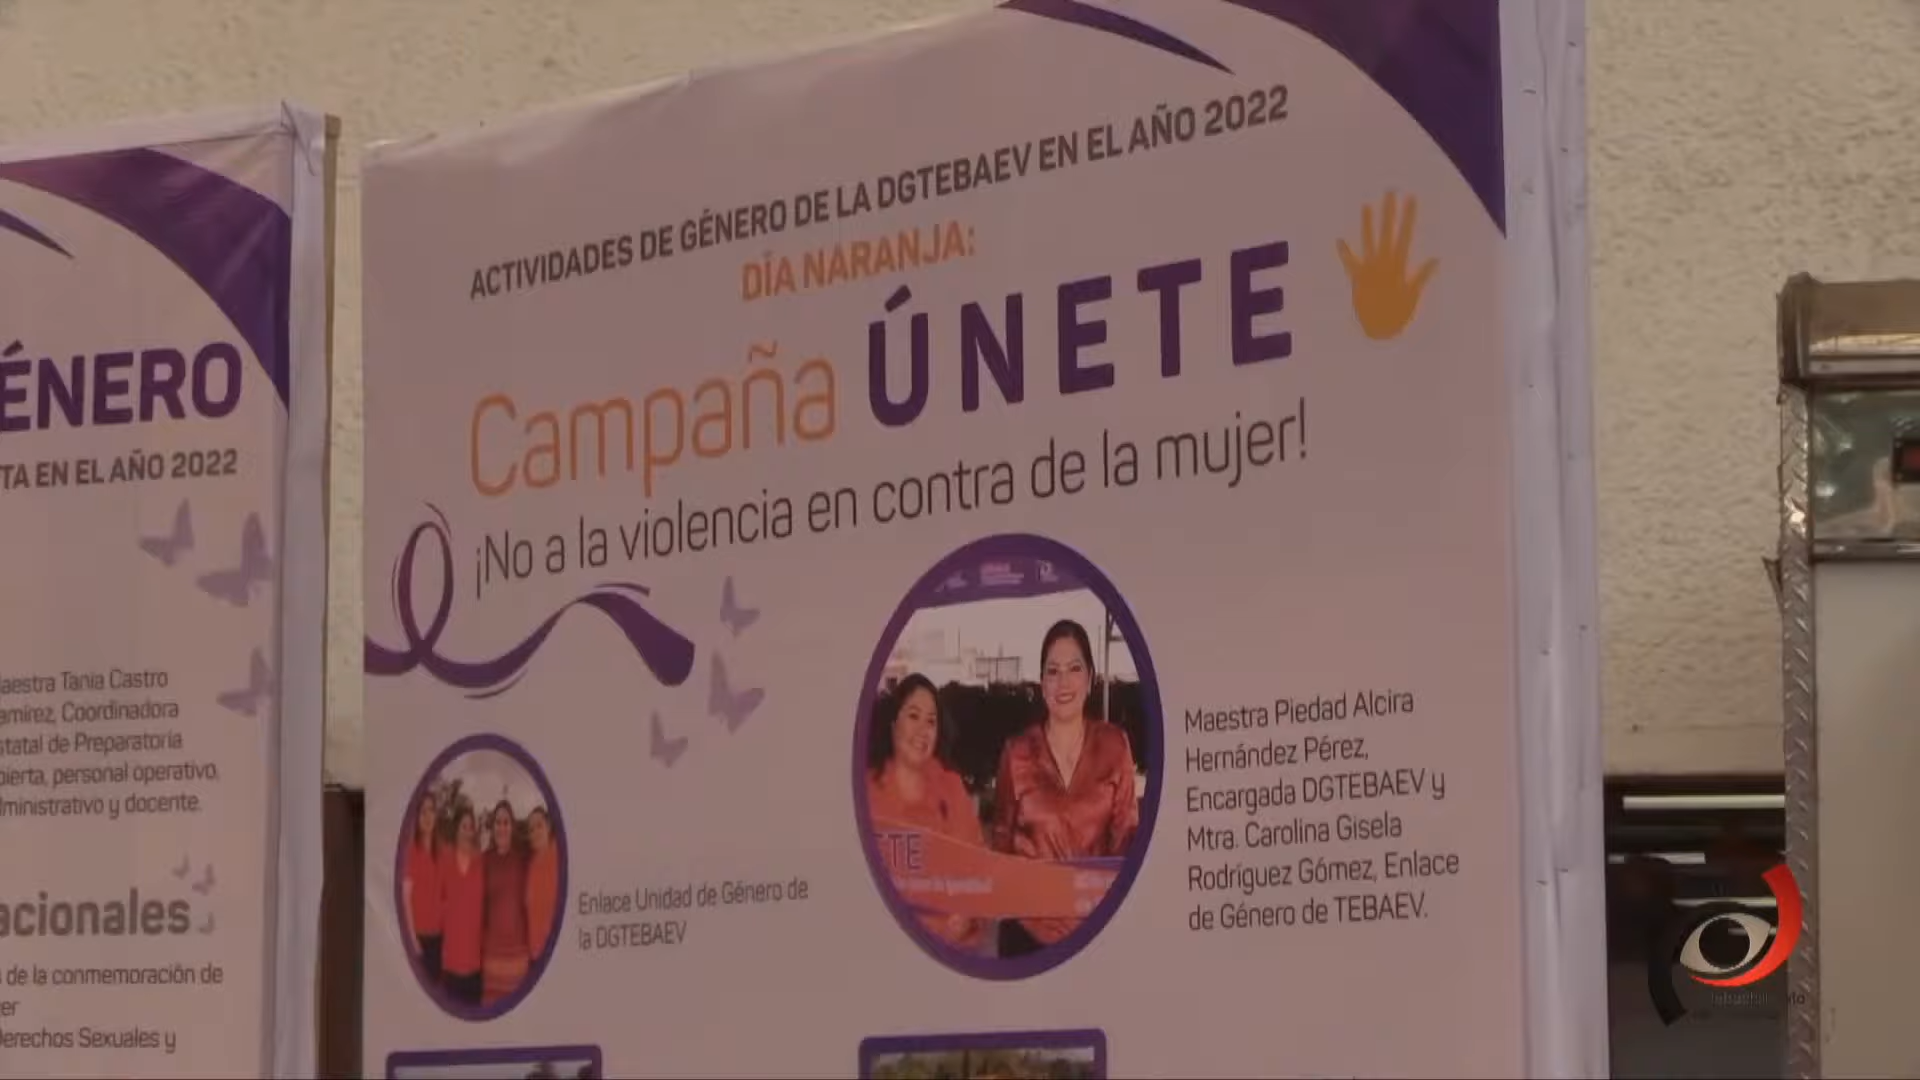 ÉNERO
TA EN EL AÑO 2022
aestra Tania Castro
amírez, Coordinadora
statal de Preparatoria
bierta, personal operativo,
dministrativo y docente.
acionales
de la conmemoración de
er
Derechos Sexuales y
ACTIVIDADES DE GÉNERO DE LA DGTEBAEV EN EL AÑO 2022
DÍA NARANJA:
Campaña ÚNETE
¡No a la violencia en contra de la mujer!
Enlace Unidad de Género de
la DGTEBAEV
TE
Maestra Piedad Alcira
Hernández Pérez,
Encargada DGTEBAEV y
Mtra. Carolina Gisela
Rodríguez Gómez, Enlace
de Género de TEBAEV.